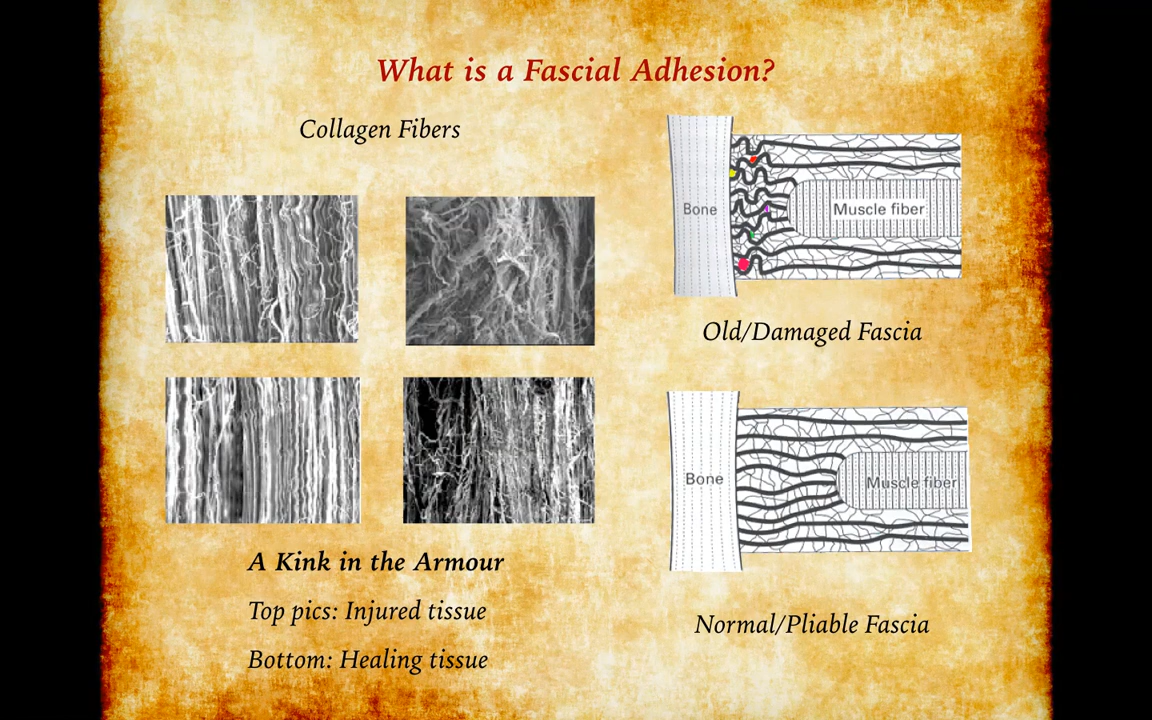 What is a Fascial Adhesion?
Collagen Fibers
A Kink in the Armour
Top pics: Injured tissue
Bottom: Healing tissue
Bone
Muscle fiber
Old/Damaged Fascia
Bone
Muscle fiber
Normal/Pliable Fascia